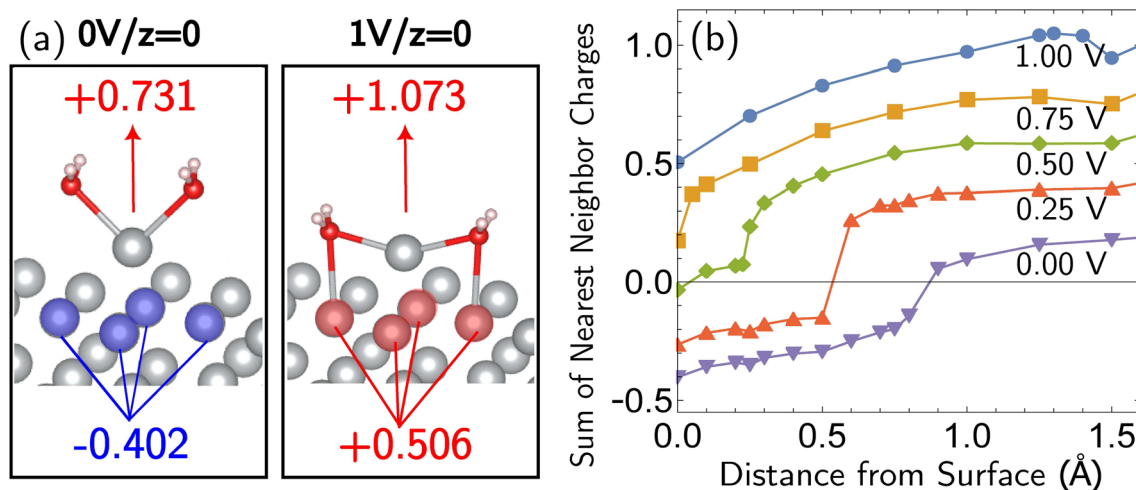 (a)
0V/z=0
1V/z=0
+0.731
+1.073
-0.402
+0.506
(b)
Sum of Nearest Neighbor Charges
1.0
0.5
0.0
-0.5
1.00 V
0.75 V
0.50 V
0.25 V
0.00 V
0.0
0.5
1.0
1.5
Distance from Surface (Å)